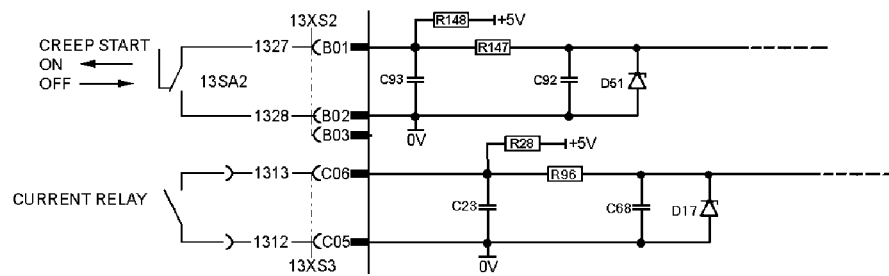 13XS2
R148
+5V
CREEP START
ON
OFF
13SA2
1327
B01
R147
C93
C92
D51
1328
B02
B03
0V
R28
+5V
1313
C06
R96
CURRENT RELAY
C23
C68
D17
1312
C05
13XS3
0V